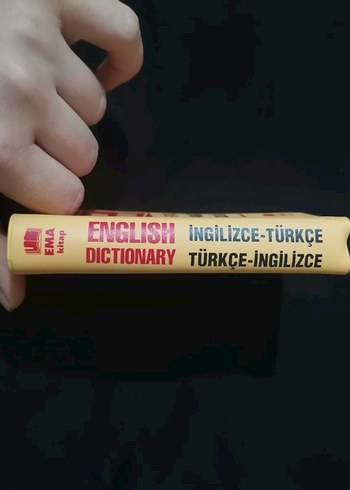 EMA
kitap
ENGLISH
DICTIONARY
İNGİLİZCE-TÜRKÇE
TÜRKÇE-İNGİLİZCE